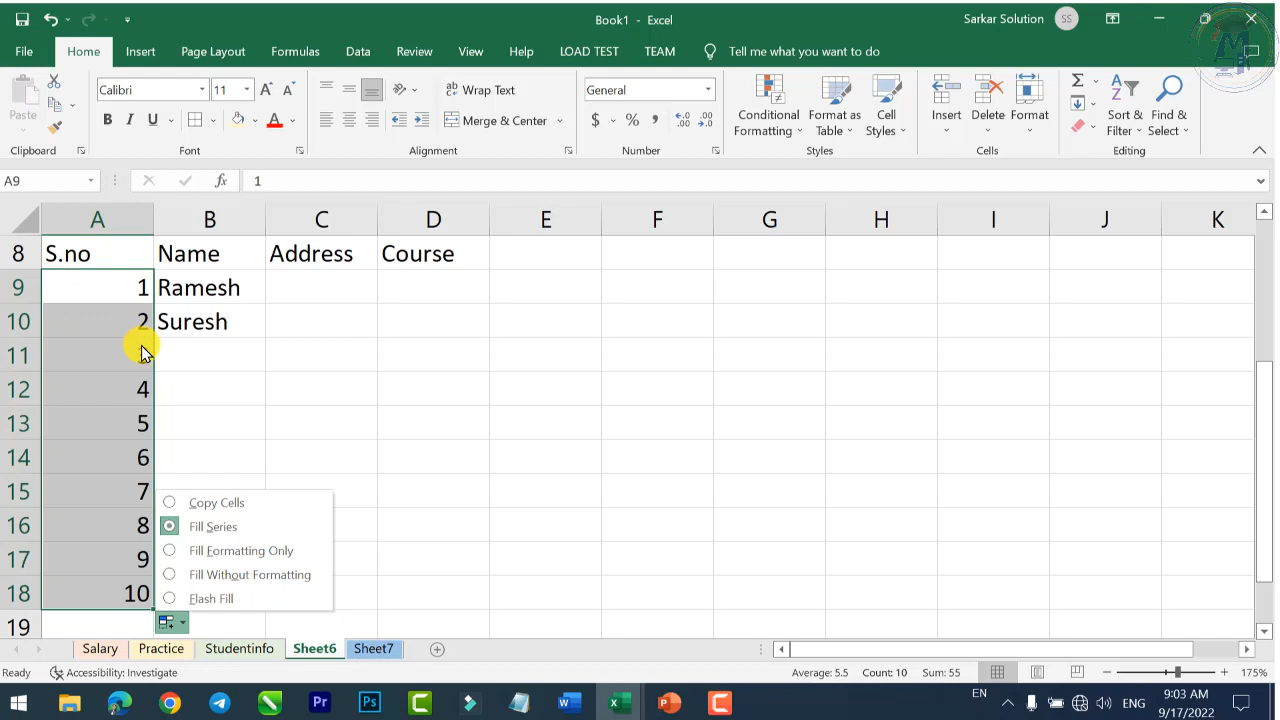 Book1 - Excel
Sarkar Solution SS
File Home Insert Page Layout Formulas Data Review View Help LOAD TEST TEAM Tell me what you want to do
Calibri 11 Wrap Text General
Paste B I U A Merge & Center $ % Conditional Formatting Format as Table Cell Styles Insert Delete Format Sort & Filter Find & Select
Clipboard Font Alignment Number Styles Cells Editing
A9 fx 1
A B C D E F G H I J K
8 S.no Name Address Course
9 1 Ramesh
10 2 Suresh
11
12 4
13 5
14 6
15 7
Copy Cells
16 8 Fill Series
Fill Formatting Only
17 9 Fill Without Formatting
18 10 Flash Fill
19
Salary Practice Studentinfo Sheet6 Sheet7
Ready Accessibility: Investigate Average: 5.5 Count: 10 Sum: 55 175%
EN ENG 9:03 AM
9/17/2022